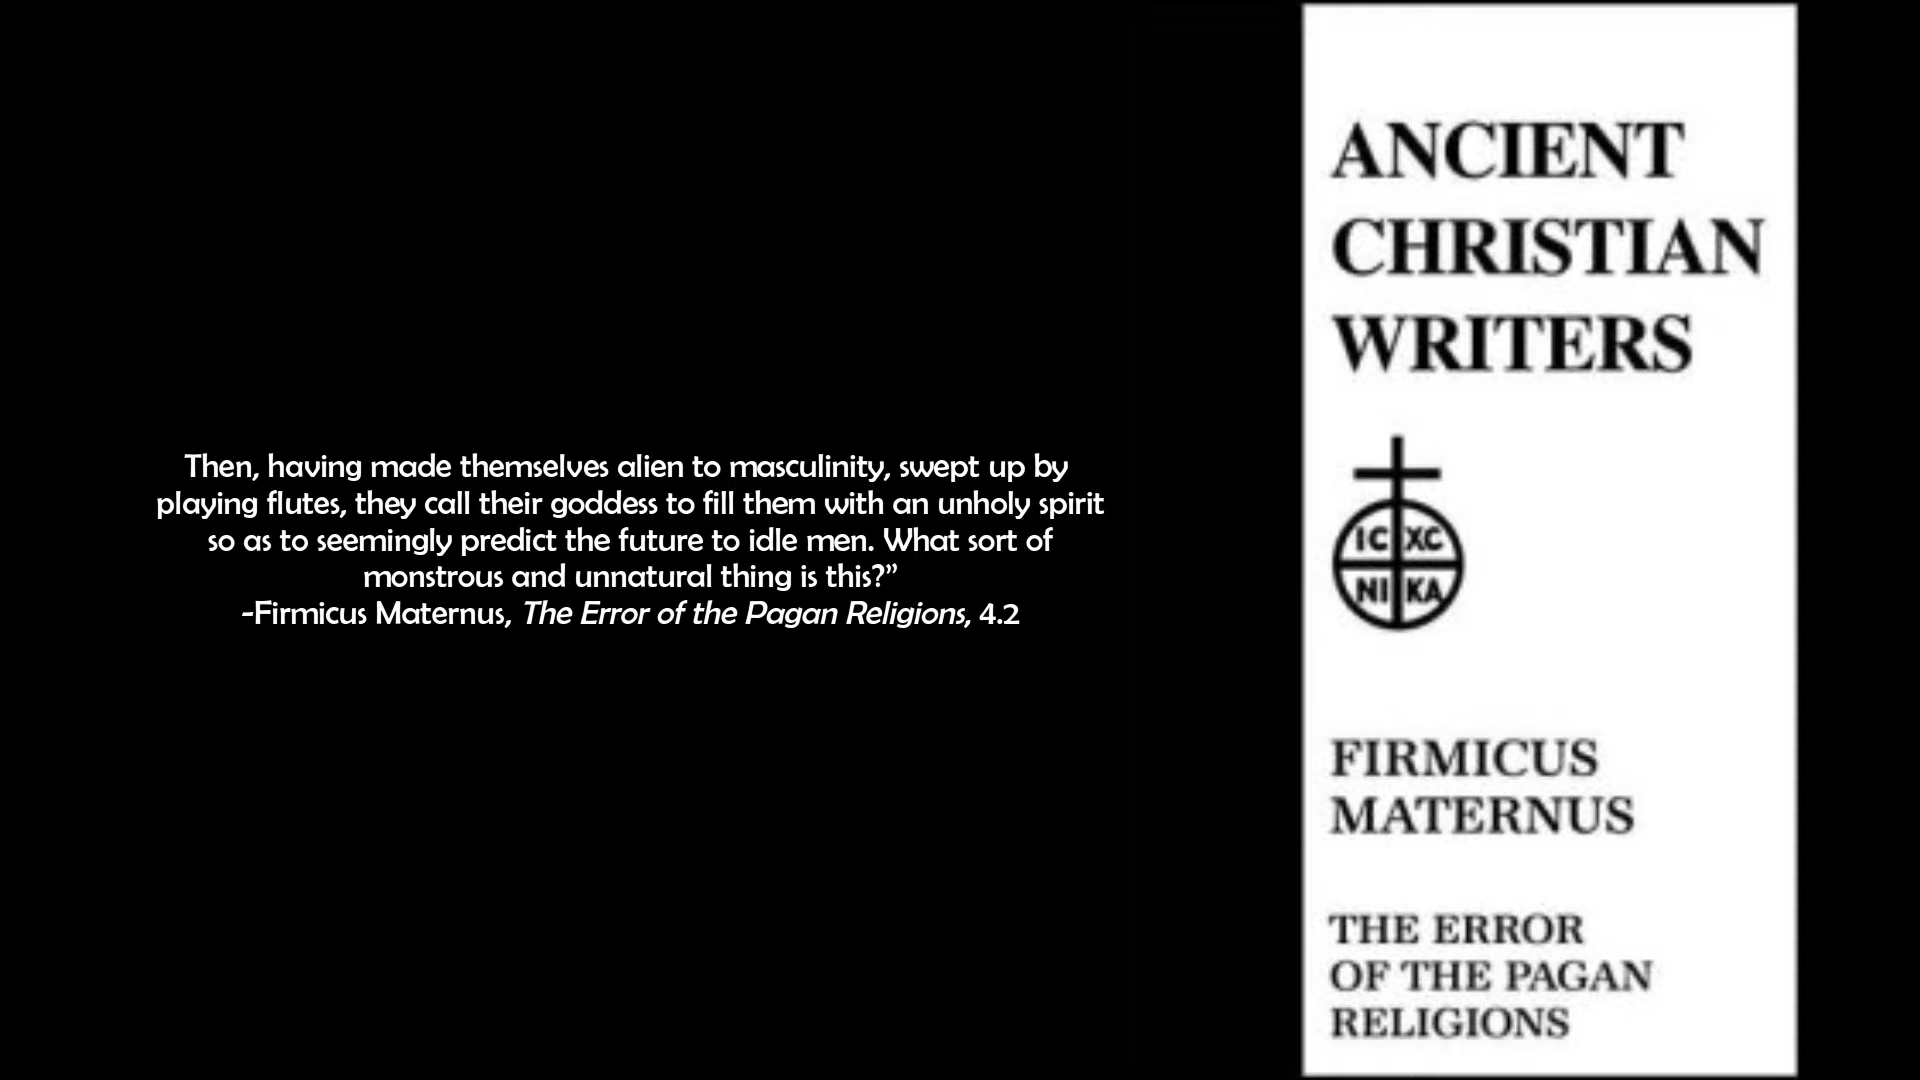 Then, having made themselves alien to masculinity, swept up by
playing flutes, they call their goddess to fill them with an unholy spirit
so as to seemingly predict the future to idle men. What sort of
monstrous and unnatural thing is this?”
-Firmicus Maternus, The Error of the Pagan Religions, 4.2
ANCIENT
CHRISTIAN
WRITERS
IC XC
NI KA
FIRMICUS
MATERNUS
THE ERROR
OF THE PAGAN
RELIGIONS